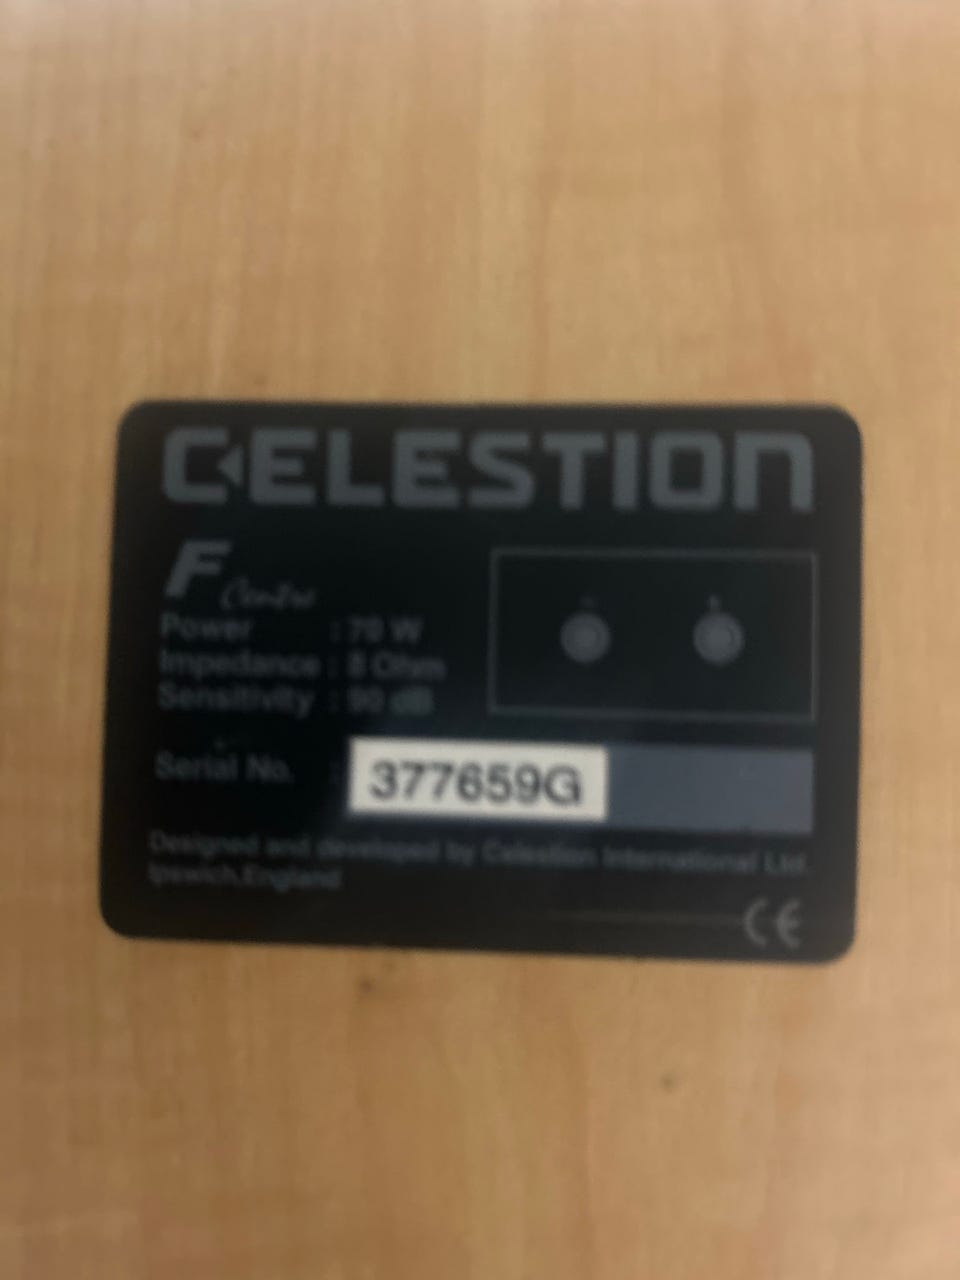 CELESTION
F Centre
Power : 70 W
Impedance : 8 Ohm
Sensitivity : 90 dB
- +
Serial No. : 377659G
Designed and developed by Celestion International Ltd.
Ipswich,England
CE